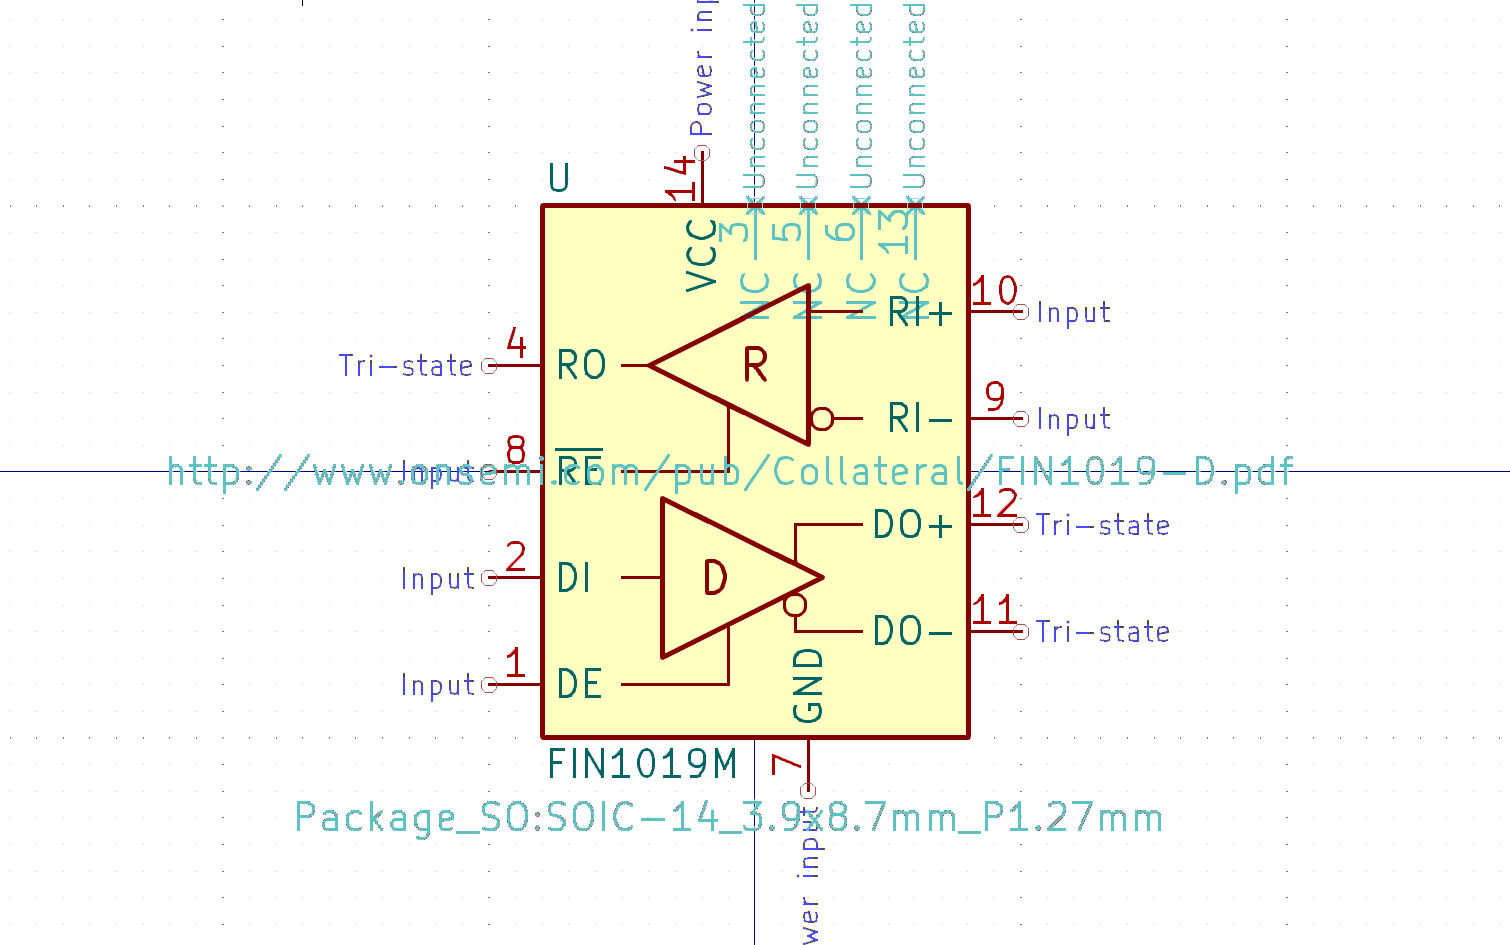 Power inp
Unconnected
Unconnected
Unconnected
Unconnected
U
14
VCC
3
NC
5
NC
6
NC
13
NC
RI+
10
Input
Tri-state
4
RO
R
RI-
9
Input
Input
8
RE
http://www.onsemi.com/pub/Collateral/FIN1019-D.pdf
DO+
12
Tri-state
Input
2
DI
D
DO-
11
Tri-state
Input
1
DE
GND
FIN1019M
7
Package_SO:SOIC-14_3.9x8.7mm_P1.27mm
wer input